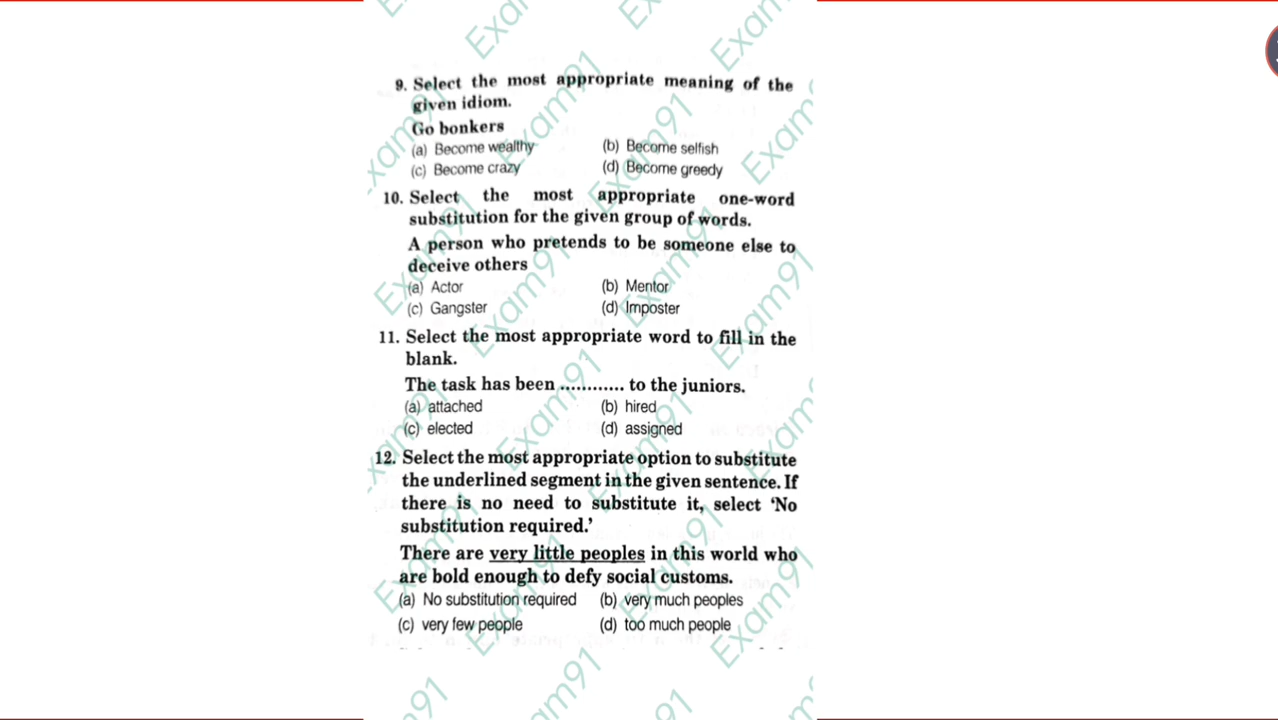 9. Select the most appropriate meaning of the
given idiom.
Go bonkers
(a) Become wealthy (b) Become selfish
(c) Become crazy (d) Become greedy
10. Select the most appropriate one-word
substitution for the given group of words.
A person who pretends to be someone else to
deceive others
(a) Actor (b) Mentor
(c) Gangster (d) Imposter
11. Select the most appropriate word to fill in the
blank.
The task has been ............ to the juniors.
(a) attached (b) hired
(c) elected (d) assigned
12. Select the most appropriate option to substitute
the underlined segment in the given sentence. If
there is no need to substitute it, select ‘No
substitution required.’
There are very little peoples in this world who
are bold enough to defy social customs.
(a) No substitution required (b) very much peoples
(c) very few people (d) too much people
Exam91